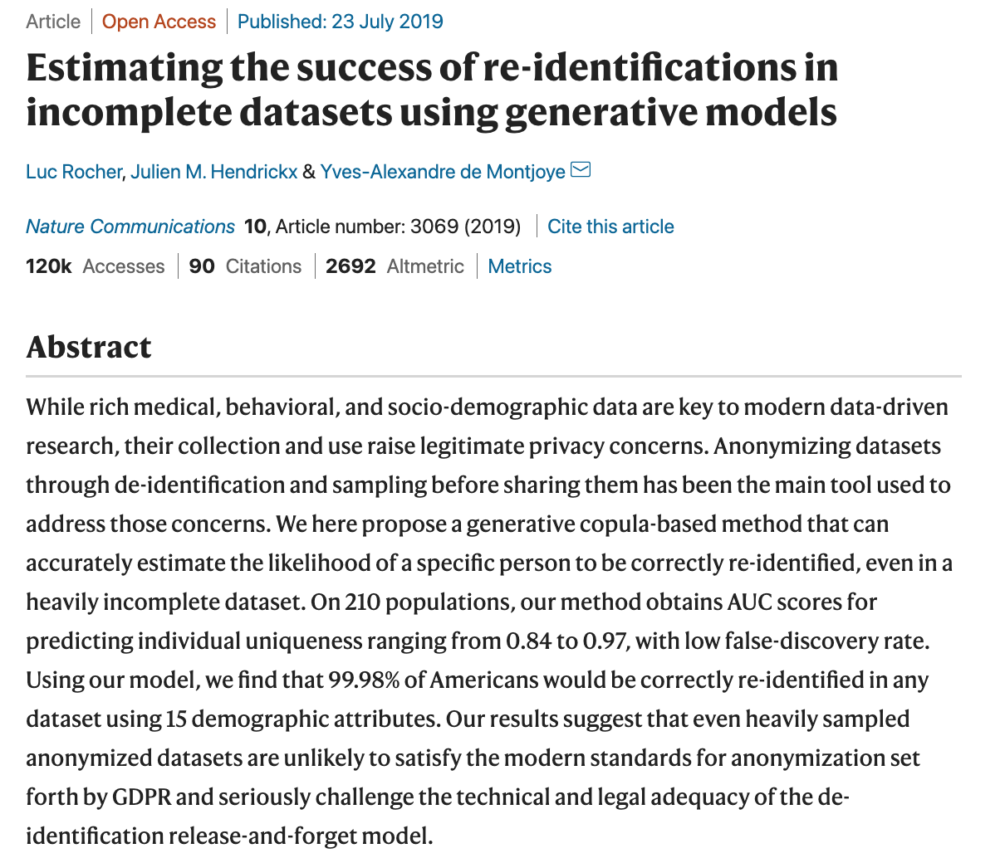 Article | Open Access | Published: 23 July 2019
Estimating the success of re-identifications in
incomplete datasets using generative models
Luc Rocher, Julien M. Hendrickx & Yves-Alexandre de Montjoye
Nature Communications 10, Article number: 3069 (2019) | Cite this article
120k Accesses | 90 Citations | 2692 Altmetric | Metrics
Abstract
While rich medical, behavioral, and socio-demographic data are key to modern data-driven
research, their collection and use raise legitimate privacy concerns. Anonymizing datasets
through de-identification and sampling before sharing them has been the main tool used to
address those concerns. We here propose a generative copula-based method that can
accurately estimate the likelihood of a specific person to be correctly re-identified, even in a
heavily incomplete dataset. On 210 populations, our method obtains AUC scores for
predicting individual uniqueness ranging from 0.84 to 0.97, with low false-discovery rate.
Using our model, we find that 99.98% of Americans would be correctly re-identified in any
dataset using 15 demographic attributes. Our results suggest that even heavily sampled
anonymized datasets are unlikely to satisfy the modern standards for anonymization set
forth by GDPR and seriously challenge the technical and legal adequacy of the de-
identification release-and-forget model.